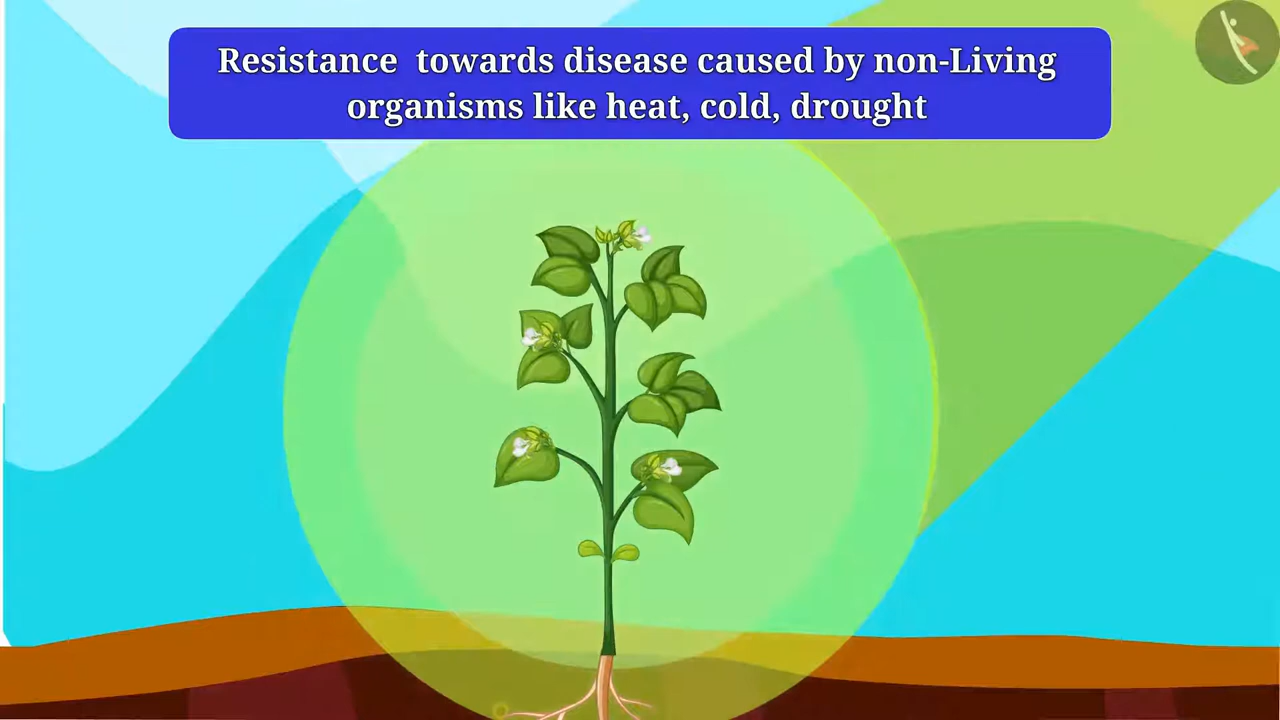 Resistance towards disease caused by non-Living
organisms like heat, cold, drought